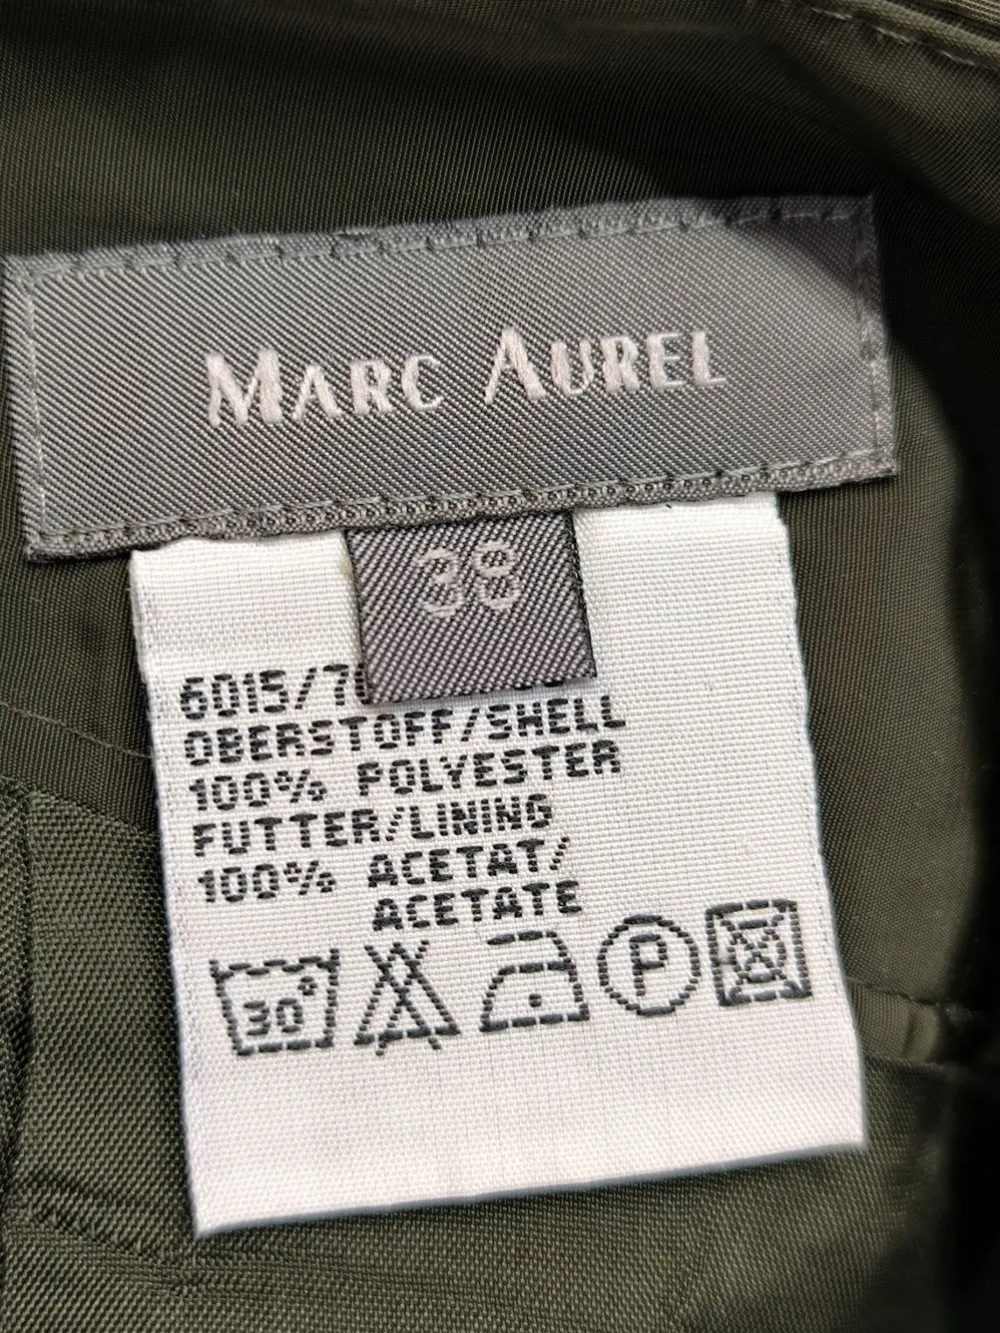 MARC AUREL
38
OBERSTOFF/SHELL
100% POLYESTER
FUTTER/LINING
100% ACETAT/
ACETATE
30°
P